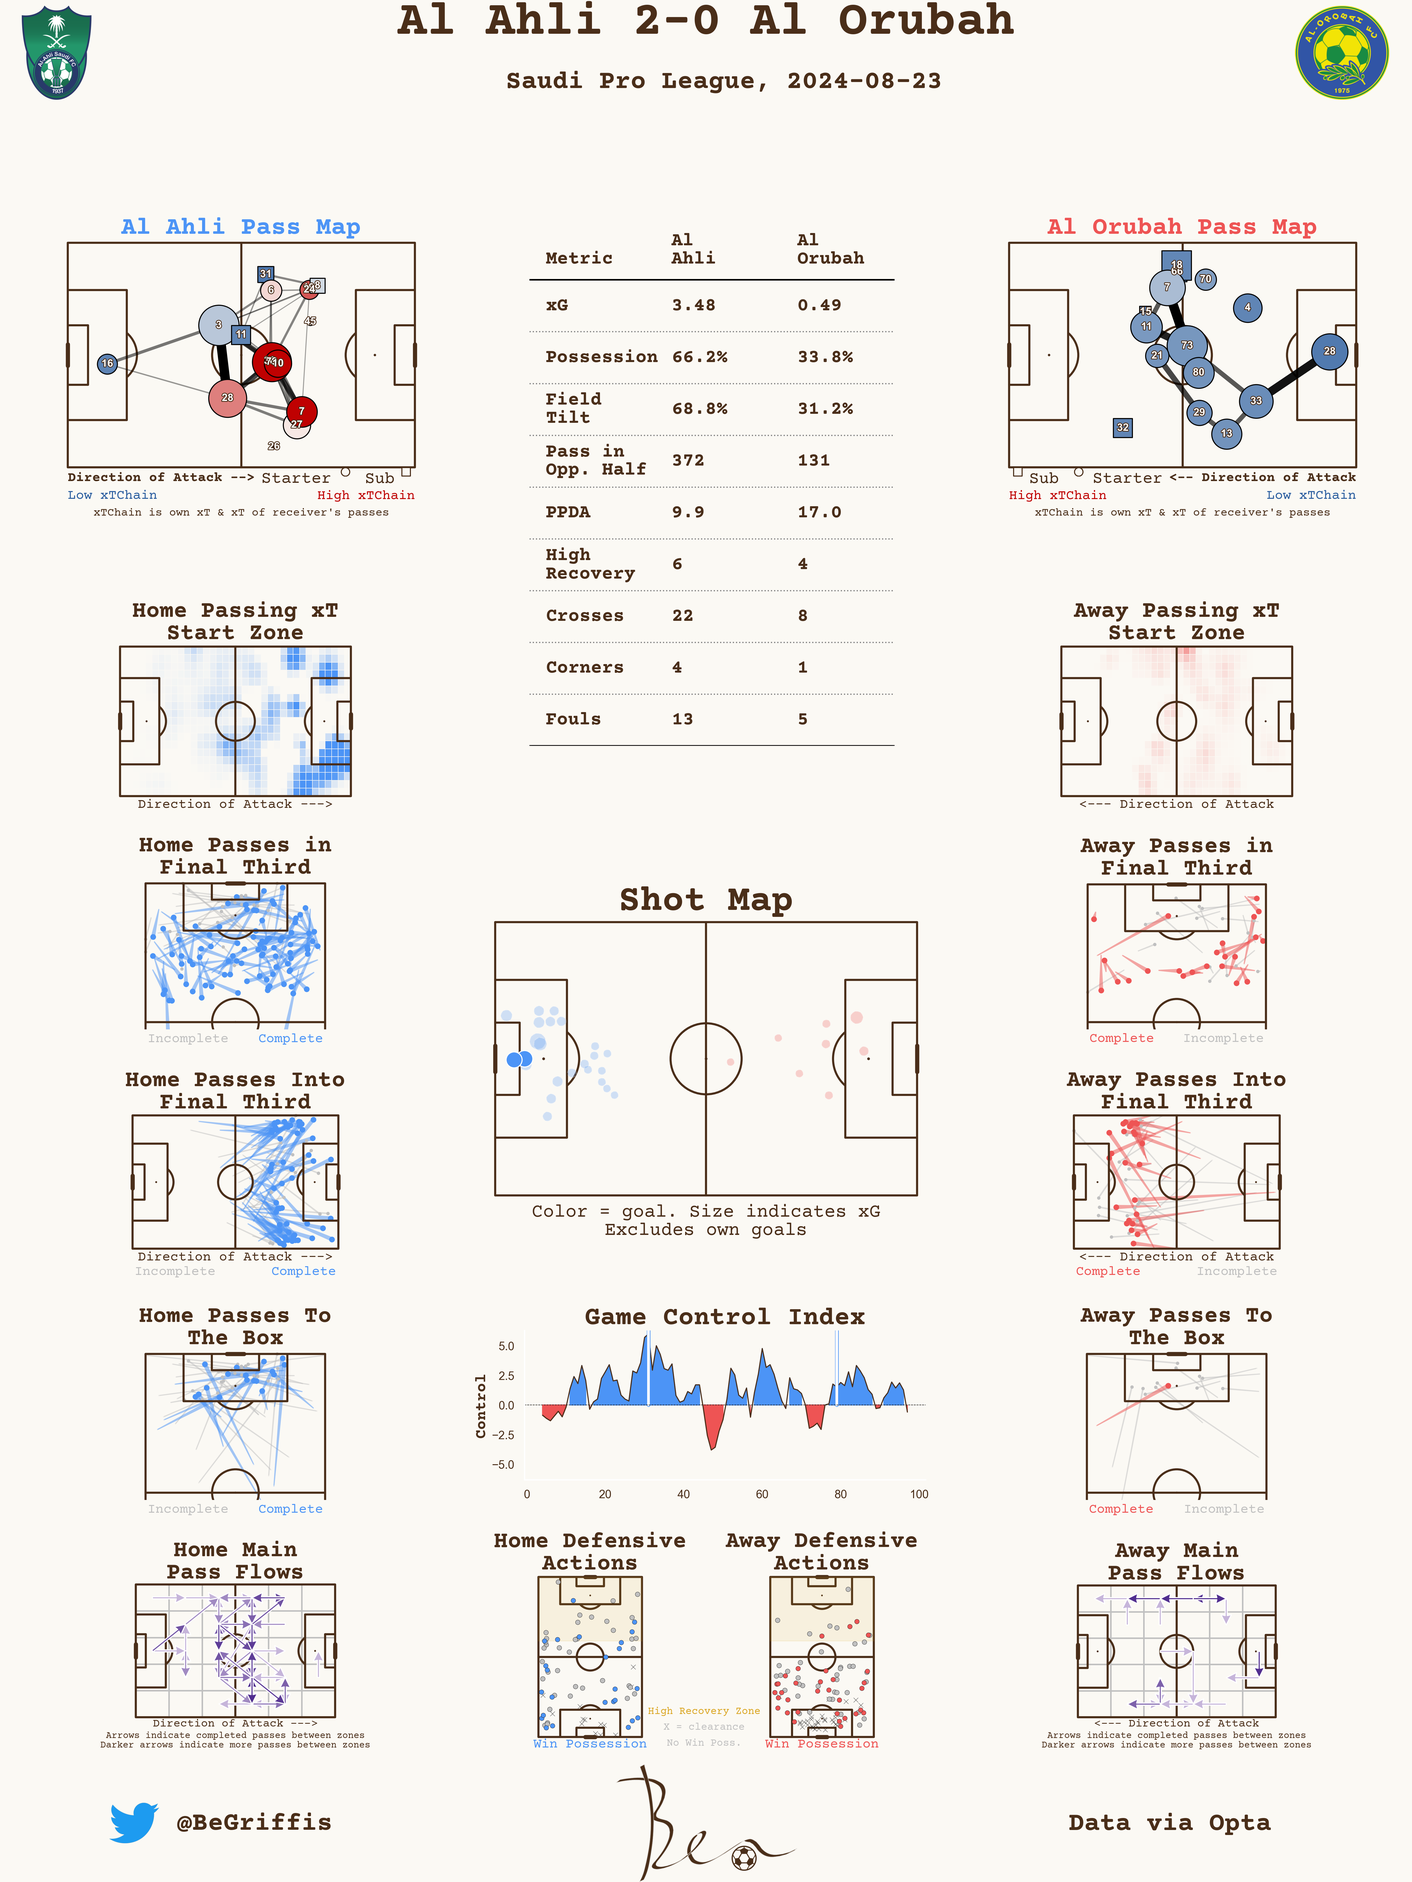 Al Ahli 2-0 Al Orubah
Saudi Pro League, 2024-08-23
Al-Ahli Saudi FC
1937
AL-OROBAH FC
1975
Al Ahli Pass Map
16
3
28
11
31
6
24
8
45
10
7
27
26
Direction of Attack --> Starter Sub
Low xTChain High xTChain
xTChain is own xT & xT of receiver's passes
Metric Al Ahli Al Orubah
xG 3.48 0.49
Possession 66.2% 33.8%
Field Tilt 68.8% 31.2%
Pass in Opp. Half 372 131
PPDA 9.9 17.0
High Recovery 6 4
Crosses 22 8
Corners 4 1
Fouls 13 5
Al Orubah Pass Map
18
66
7
70
15
11
4
73
21
80
28
33
29
13
32
Sub Starter <-- Direction of Attack
High xTChain Low xTChain
xTChain is own xT & xT of receiver's passes
Home Passing xT
Start Zone
Direction of Attack --->
Away Passing xT
Start Zone
<--- Direction of Attack
Home Passes in
Final Third
Incomplete Complete
Away Passes in
Final Third
Complete Incomplete
Shot Map
Color = goal. Size indicates xG
Excludes own goals
Home Passes Into
Final Third
Direction of Attack --->
Incomplete Complete
Away Passes Into
Final Third
<--- Direction of Attack
Complete Incomplete
Home Passes To
The Box
Incomplete Complete
Game Control Index
Control
5.0
2.5
0.0
−2.5
−5.0
0 20 40 60 80 100
Away Passes To
The Box
Complete Incomplete
Home Main
Pass Flows
Direction of Attack --->
Arrows indicate completed passes between zones
Darker arrows indicate more passes between zones
Home Defensive
Actions
Win Possession
High Recovery Zone
X = clearance
No Win Poss.
Away Defensive
Actions
Win Possession
Away Main
Pass Flows
<--- Direction of Attack
Arrows indicate completed passes between zones
Darker arrows indicate more passes between zones
@BeGriffis
Ben
Data via Opta